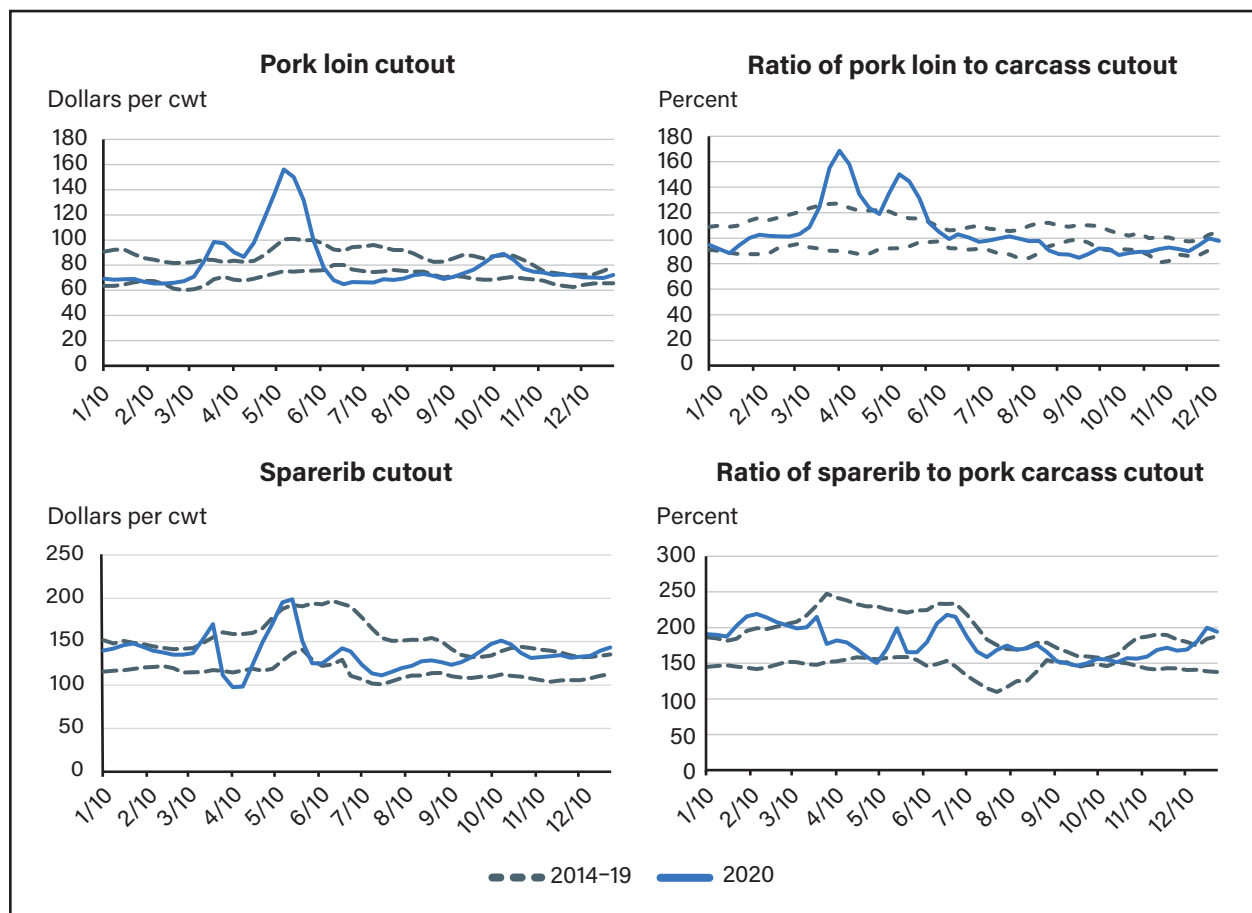 Pork loin cutout
Dollars per cwt
180
160
140
120
100
80
60
40
20
0
1/10 2/10 3/10 4/10 5/10 6/10 7/10 8/10 9/10 10/10 11/10 12/10
Ratio of pork loin to carcass cutout
Percent
180
160
140
120
100
80
60
40
20
0
1/10 2/10 3/10 4/10 5/10 6/10 7/10 8/10 9/10 10/10 11/10 12/10
Sparerib cutout
Dollars per cwt
250
200
150
100
50
0
1/10 2/10 3/10 4/10 5/10 6/10 7/10 8/10 9/10 10/10 11/10 12/10
Ratio of sparerib to pork carcass cutout
Percent
300
250
200
150
100
50
0
1/10 2/10 3/10 4/10 5/10 6/10 7/10 8/10 9/10 10/10 11/10 12/10
2014–19 2020